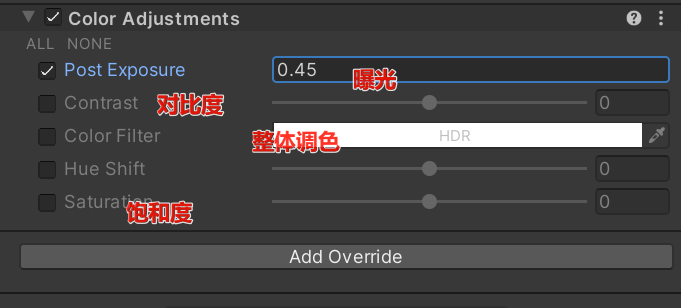 Color Adjustments
ALL NONE
Post Exposure 0.45 曝光
Contrast 对比度 0
Color Filter 整体调色 HDR
Hue Shift 0
Saturation 饱和度 0
Add Override